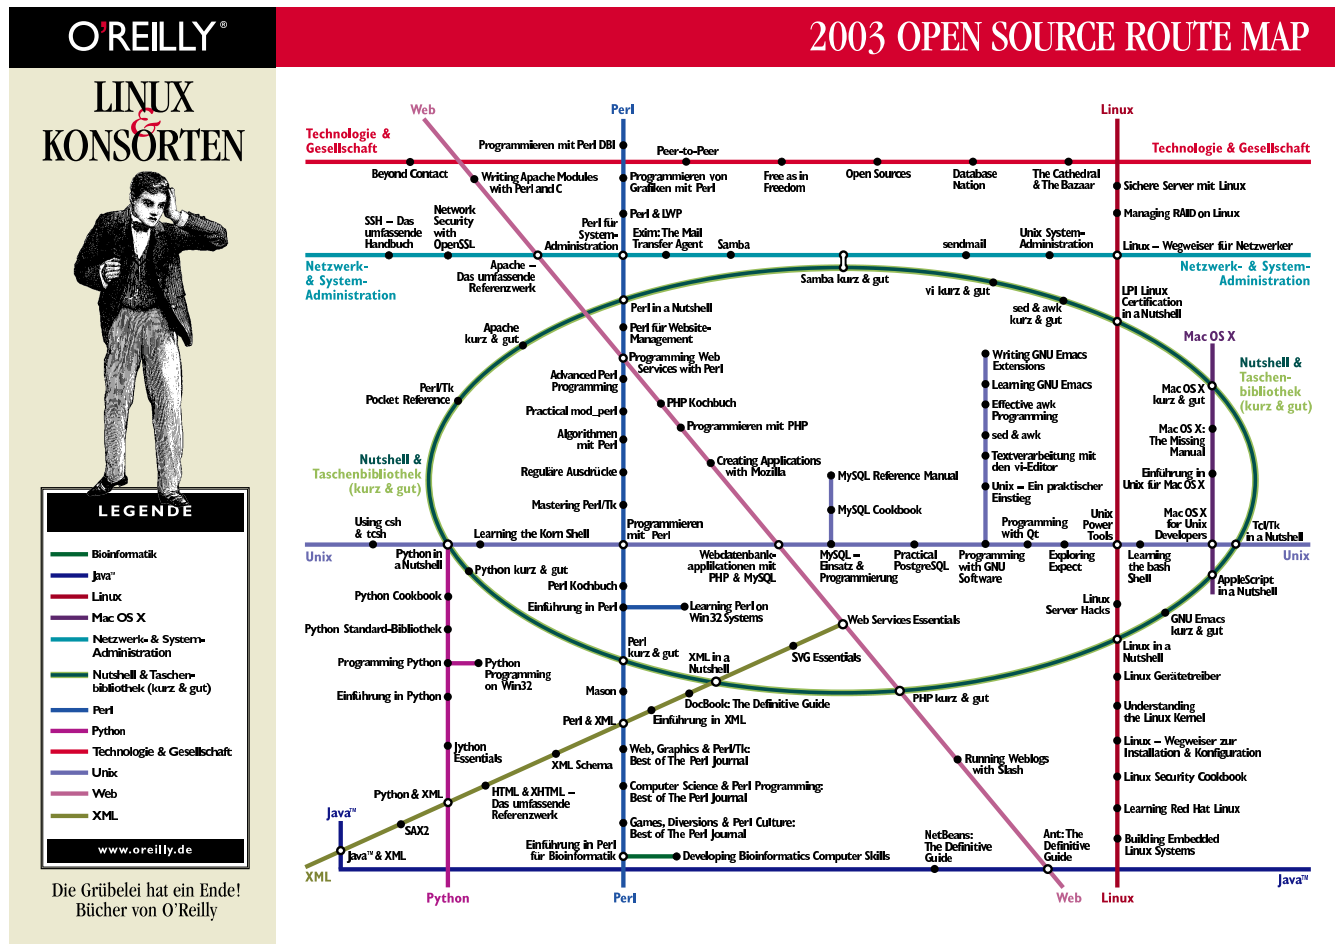 O'REILLY®
2003 OPEN SOURCE ROUTE MAP
LINUX
&
KONSORTEN
LEGENDE
Bioinformatik
Java™
Linux
Mac OS X
Netzwerk- & System-
Administration
Nutshell & Taschen-
bibliothek (kurz & gut)
Perl
Python
Technologie & Gesellschaft
Unix
Web
XML
www.oreilly.de
Die Grübelei hat ein Ende!
Bücher von O'Reilly
Web
Perl
Linux
Technologie &
Gesellschaft
Technologie & Gesellschaft
Programmieren mit Perl DBI
Peer-to-Peer
Beyond Contact
Writing Apache Modules
with Perl and C
Programmieren von
Grafiken mit Perl
Free as in
Freedom
Open Sources
Database
Nation
The Cathedral
& The Bazaar
Sichere Server mit Linux
SSH – Das
umfassende
Handbuch
Network
Security
with
OpenSSL
Perl für
System-
Administration
Perl & LWP
Exim: The Mail
Transfer Agent
Samba
sendmail
Unix System-
Administration
Managing RAID on Linux
Linux – Wegweiser für Netzwerker
Netzwerk-
& System-
Administration
Apache –
Das umfassende
Referenzwerk
Samba kurz & gut
vi kurz & gut
sed & awk
kurz & gut
LPI Linux
Certification
in a Nutshell
Netzwerk- & System-
Administration
Perl in a Nutshell
Apache
kurz & gut
Perl für Website-
Management
Programming Web
Services with Perl
Mac OS X
Nutshell &
Taschen-
bibliothek
(kurz & gut)
Perl/Tk
Pocket Reference
Advanced Perl
Programming
Practical mod_perl
Algorithmen
mit Perl
Reguläre Ausdrücke
Mastering Perl/Tk
PHP Kochbuch
Programmieren mit PHP
Creating Applications
with Mozilla
MySQL Reference Manual
MySQL Cookbook
Writing GNU Emacs
Extensions
Learning GNU Emacs
Effective awk
Programming
sed & awk
Textverarbeitung mit
den vi-Editor
Unix – Ein praktischer
Einstieg
Mac OS X
kurz & gut
Mac OS X:
The Missing
Manual
Einführung in
Unix für Mac OS X
Mac OS X
for Unix
Developers
Nutshell &
Taschenbibliothek
(kurz & gut)
Using csh
& tcsh
Learning the Korn Shell
Programmieren
mit Perl
Programming
with Qt
Unix
Power
Tools
Tcl/Tk
in a Nutshell
Unix
Python in
a Nutshell
Webdatenbank-
applikationen mit
PHP & MySQL
MySQL –
Einsatz &
Programmierung
Practical
PostgreSQL
Programming
with GNU
Software
Exploring
Expect
Learning
the bash
Shell
Unix
Python kurz & gut
AppleScript
in a Nutshell
Python Cookbook
Perl Kochbuch
Einführung in Perl
Learning Perl on
Win32 Systems
Linux
Server Hacks
GNU Emacs
kurz & gut
Python Standard-Bibliothek
Web Services Essentials
Programming Python
Python
Programming
on Win32
Perl
kurz & gut
XML in a
Nutshell
SVG Essentials
Linux in a
Nutshell
Einführung in Python
Mason
DocBook: The Definitive Guide
PHP kurz & gut
Linux Gerätetreiber
Perl & XML
Einführung in XML
Understanding
the Linux Kernel
Jython
Essentials
XML Schema
Web, Graphics & Perl/Tk:
Best of The Perl Journal
Running Weblogs
with Slash
Linux – Wegweiser zur
Installation & Konfiguration
Python & XML
HTML & XHTML –
Das umfassende
Referenzwerk
Computer Science & Perl Programming:
Best of The Perl Journal
Linux Security Cookbook
Java™
SAX2
Games, Diversions & Perl Culture:
Best of The Perl Journal
Learning Red Hat Linux
Java™ & XML
Einführung in Perl
für Bioinformatik
Developing Bioinformatics Computer Skills
NetBeans:
The Definitive
Guide
Ant: The
Definitive
Guide
Building Embedded
Linux Systems
XML
Java™
Python
Perl
Web
Linux